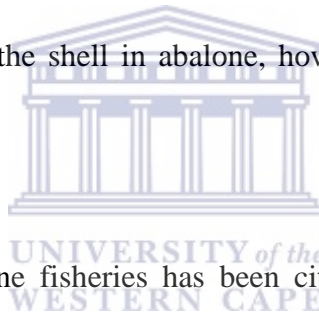 the shell in abalone, how
UNIVERSITY of the
ne fisheries has been cit
WESTERN CAPE